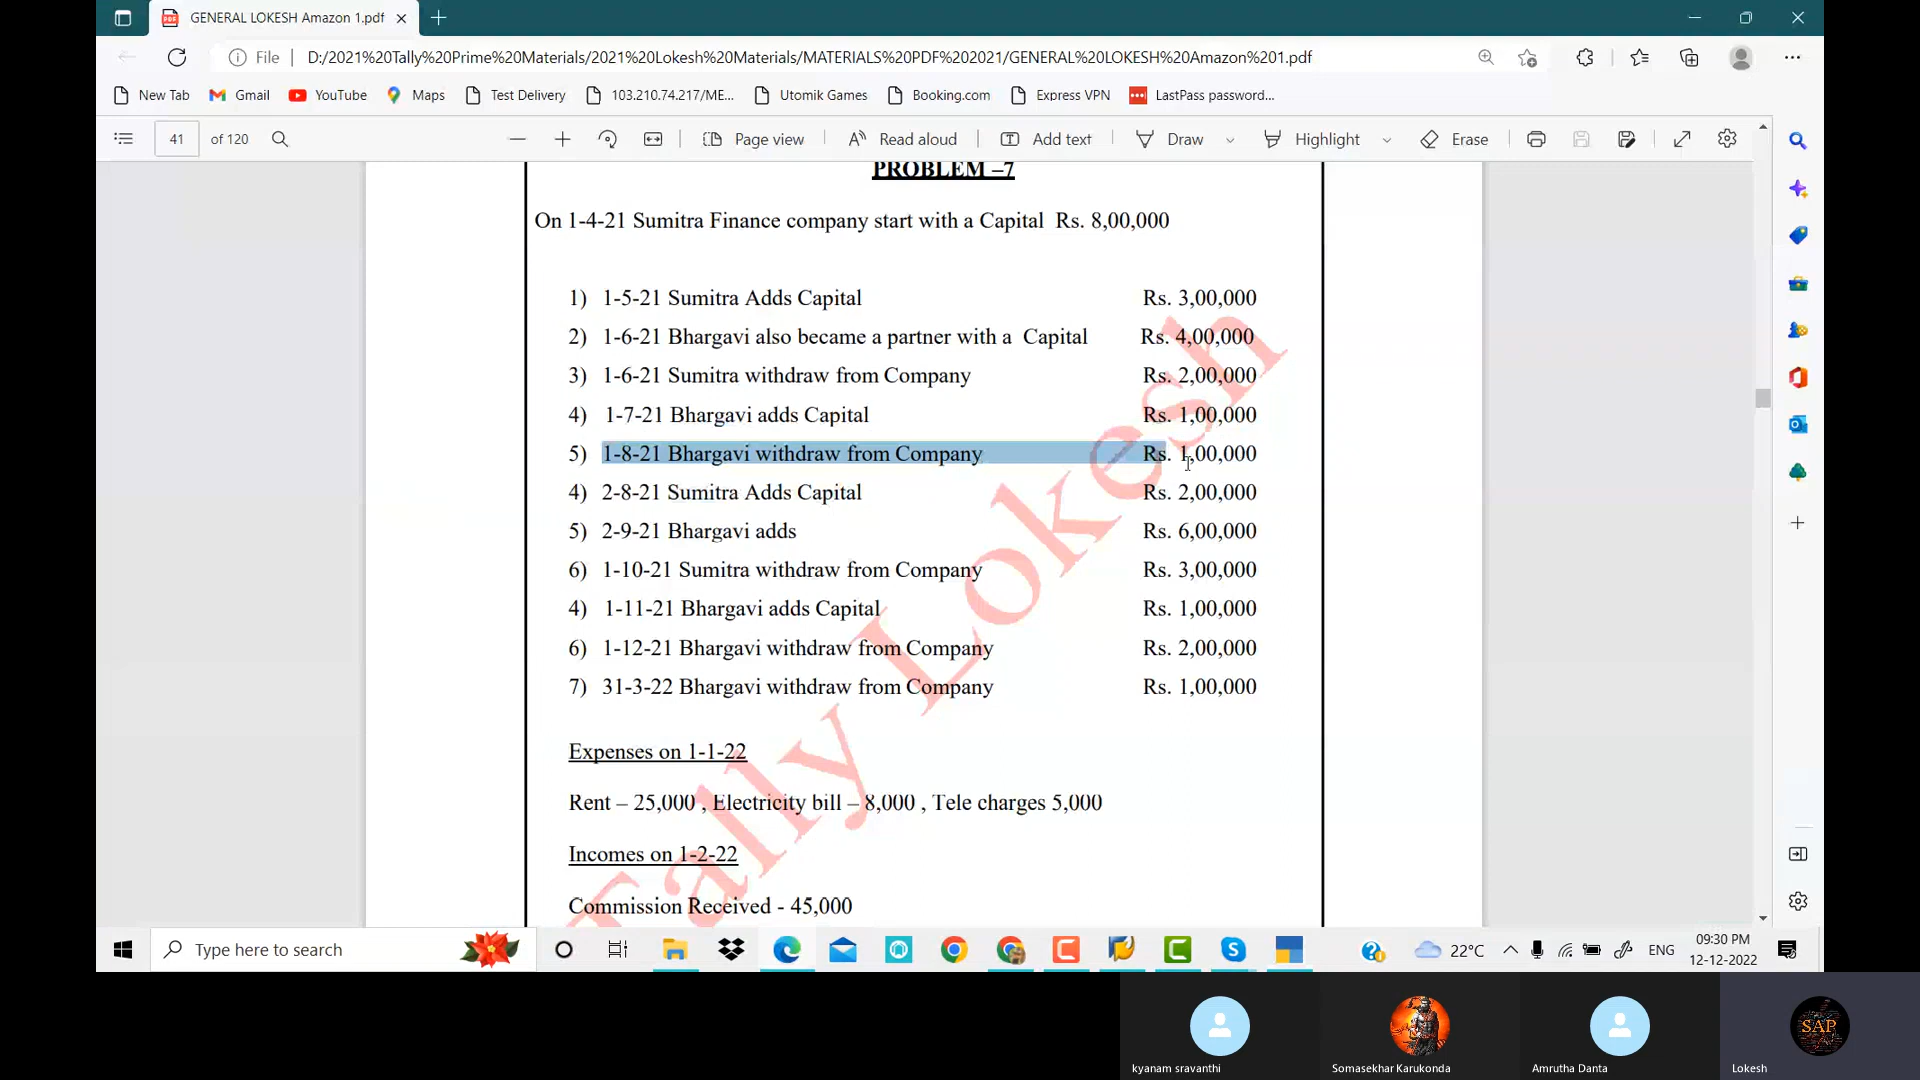 GENERAL LOKESH Amazon 1.pdf
File D:/2021%20Tally%20Prime%20Materials/2021%20Lokesh%20Materials/MATERIALS%20PDF%202021/GENERAL%20LOKESH%20Amazon%201.pdf
New Tab Gmail YouTube Maps Test Delivery 103.210.74.217/ME... Utomik Games Booking.com Express VPN LastPass password...
41 of 120 Page view Read aloud Add text Draw Highlight Erase
PROBLEM –7
On 1-4-21 Sumitra Finance company start with a Capital Rs. 8,00,000
1) 1-5-21 Sumitra Adds Capital Rs. 3,00,000
2) 1-6-21 Bhargavi also became a partner with a Capital Rs. 4,00,000
3) 1-6-21 Sumitra withdraw from Company Rs. 2,00,000
4) 1-7-21 Bhargavi adds Capital Rs. 1,00,000
5) 1-8-21 Bhargavi withdraw from Company Rs. 1,00,000
4) 2-8-21 Sumitra Adds Capital Rs. 2,00,000
5) 2-9-21 Bhargavi adds Rs. 6,00,000
6) 1-10-21 Sumitra withdraw from Company Rs. 3,00,000
4) 1-11-21 Bhargavi adds Capital Rs. 1,00,000
6) 1-12-21 Bhargavi withdraw from Company Rs. 2,00,000
7) 31-3-22 Bhargavi withdraw from Company Rs. 1,00,000
Expenses on 1-1-22
Rent – 25,000 , Electricity bill – 8,000 , Tele charges 5,000
Incomes on 1-2-22
Commission Received - 45,000
Tally Lokesh
Type here to search
22°C ENG 09:30 PM
12-12-2022
SAP
kyanam sravanthi Somasekhar Karukonda Amrutha Danta Lokesh